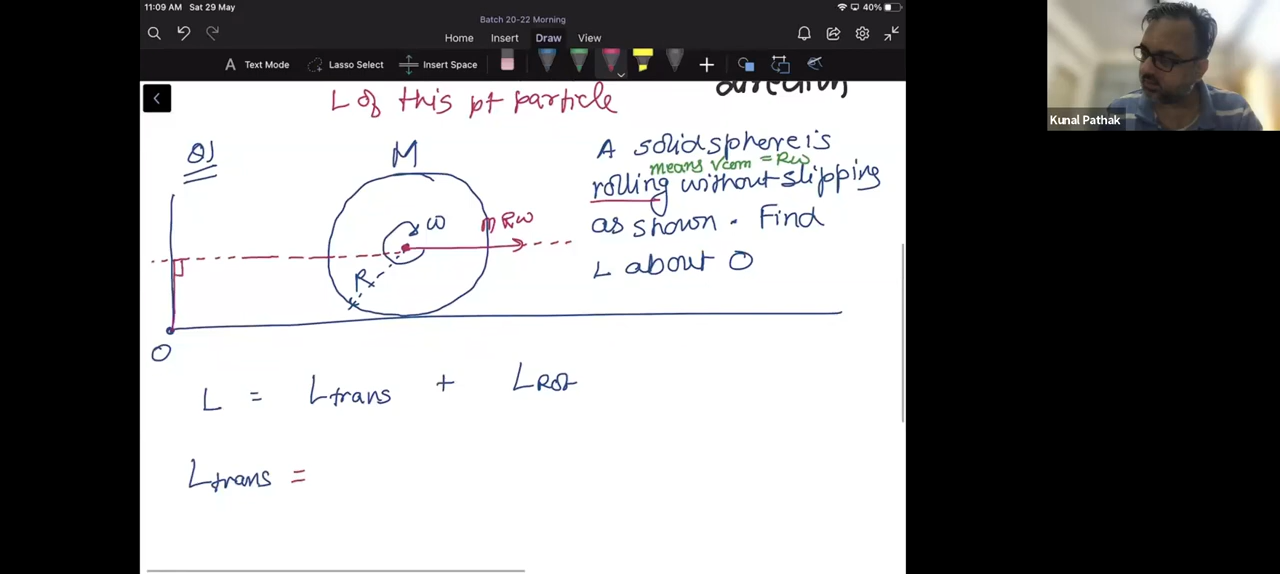 11:09 AM Sat 29 May
40%
Batch 20-22 Morning
Home Insert Draw View
Text Mode Lasso Select Insert Space
L of this pt particle
direction
Kunal Pathak
Q)
M
A solid sphere is
means Vcom = Rω
rolling without slipping
ω
M Rω
as shown. Find
R
L about O
O
L = Ltrans + LRot
Ltrans =